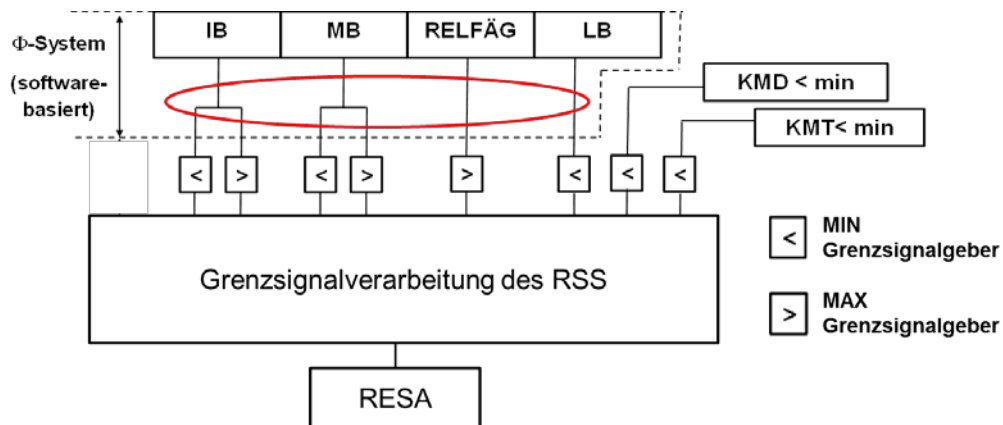 IB MB RELFÄG LB
Φ-System
(software-
basiert)
KMD < min
KMT< min
< > < > > < < <
Grenzsignalverarbeitung des RSS
< MIN
Grenzsignalgeber
> MAX
Grenzsignalgeber
RESA